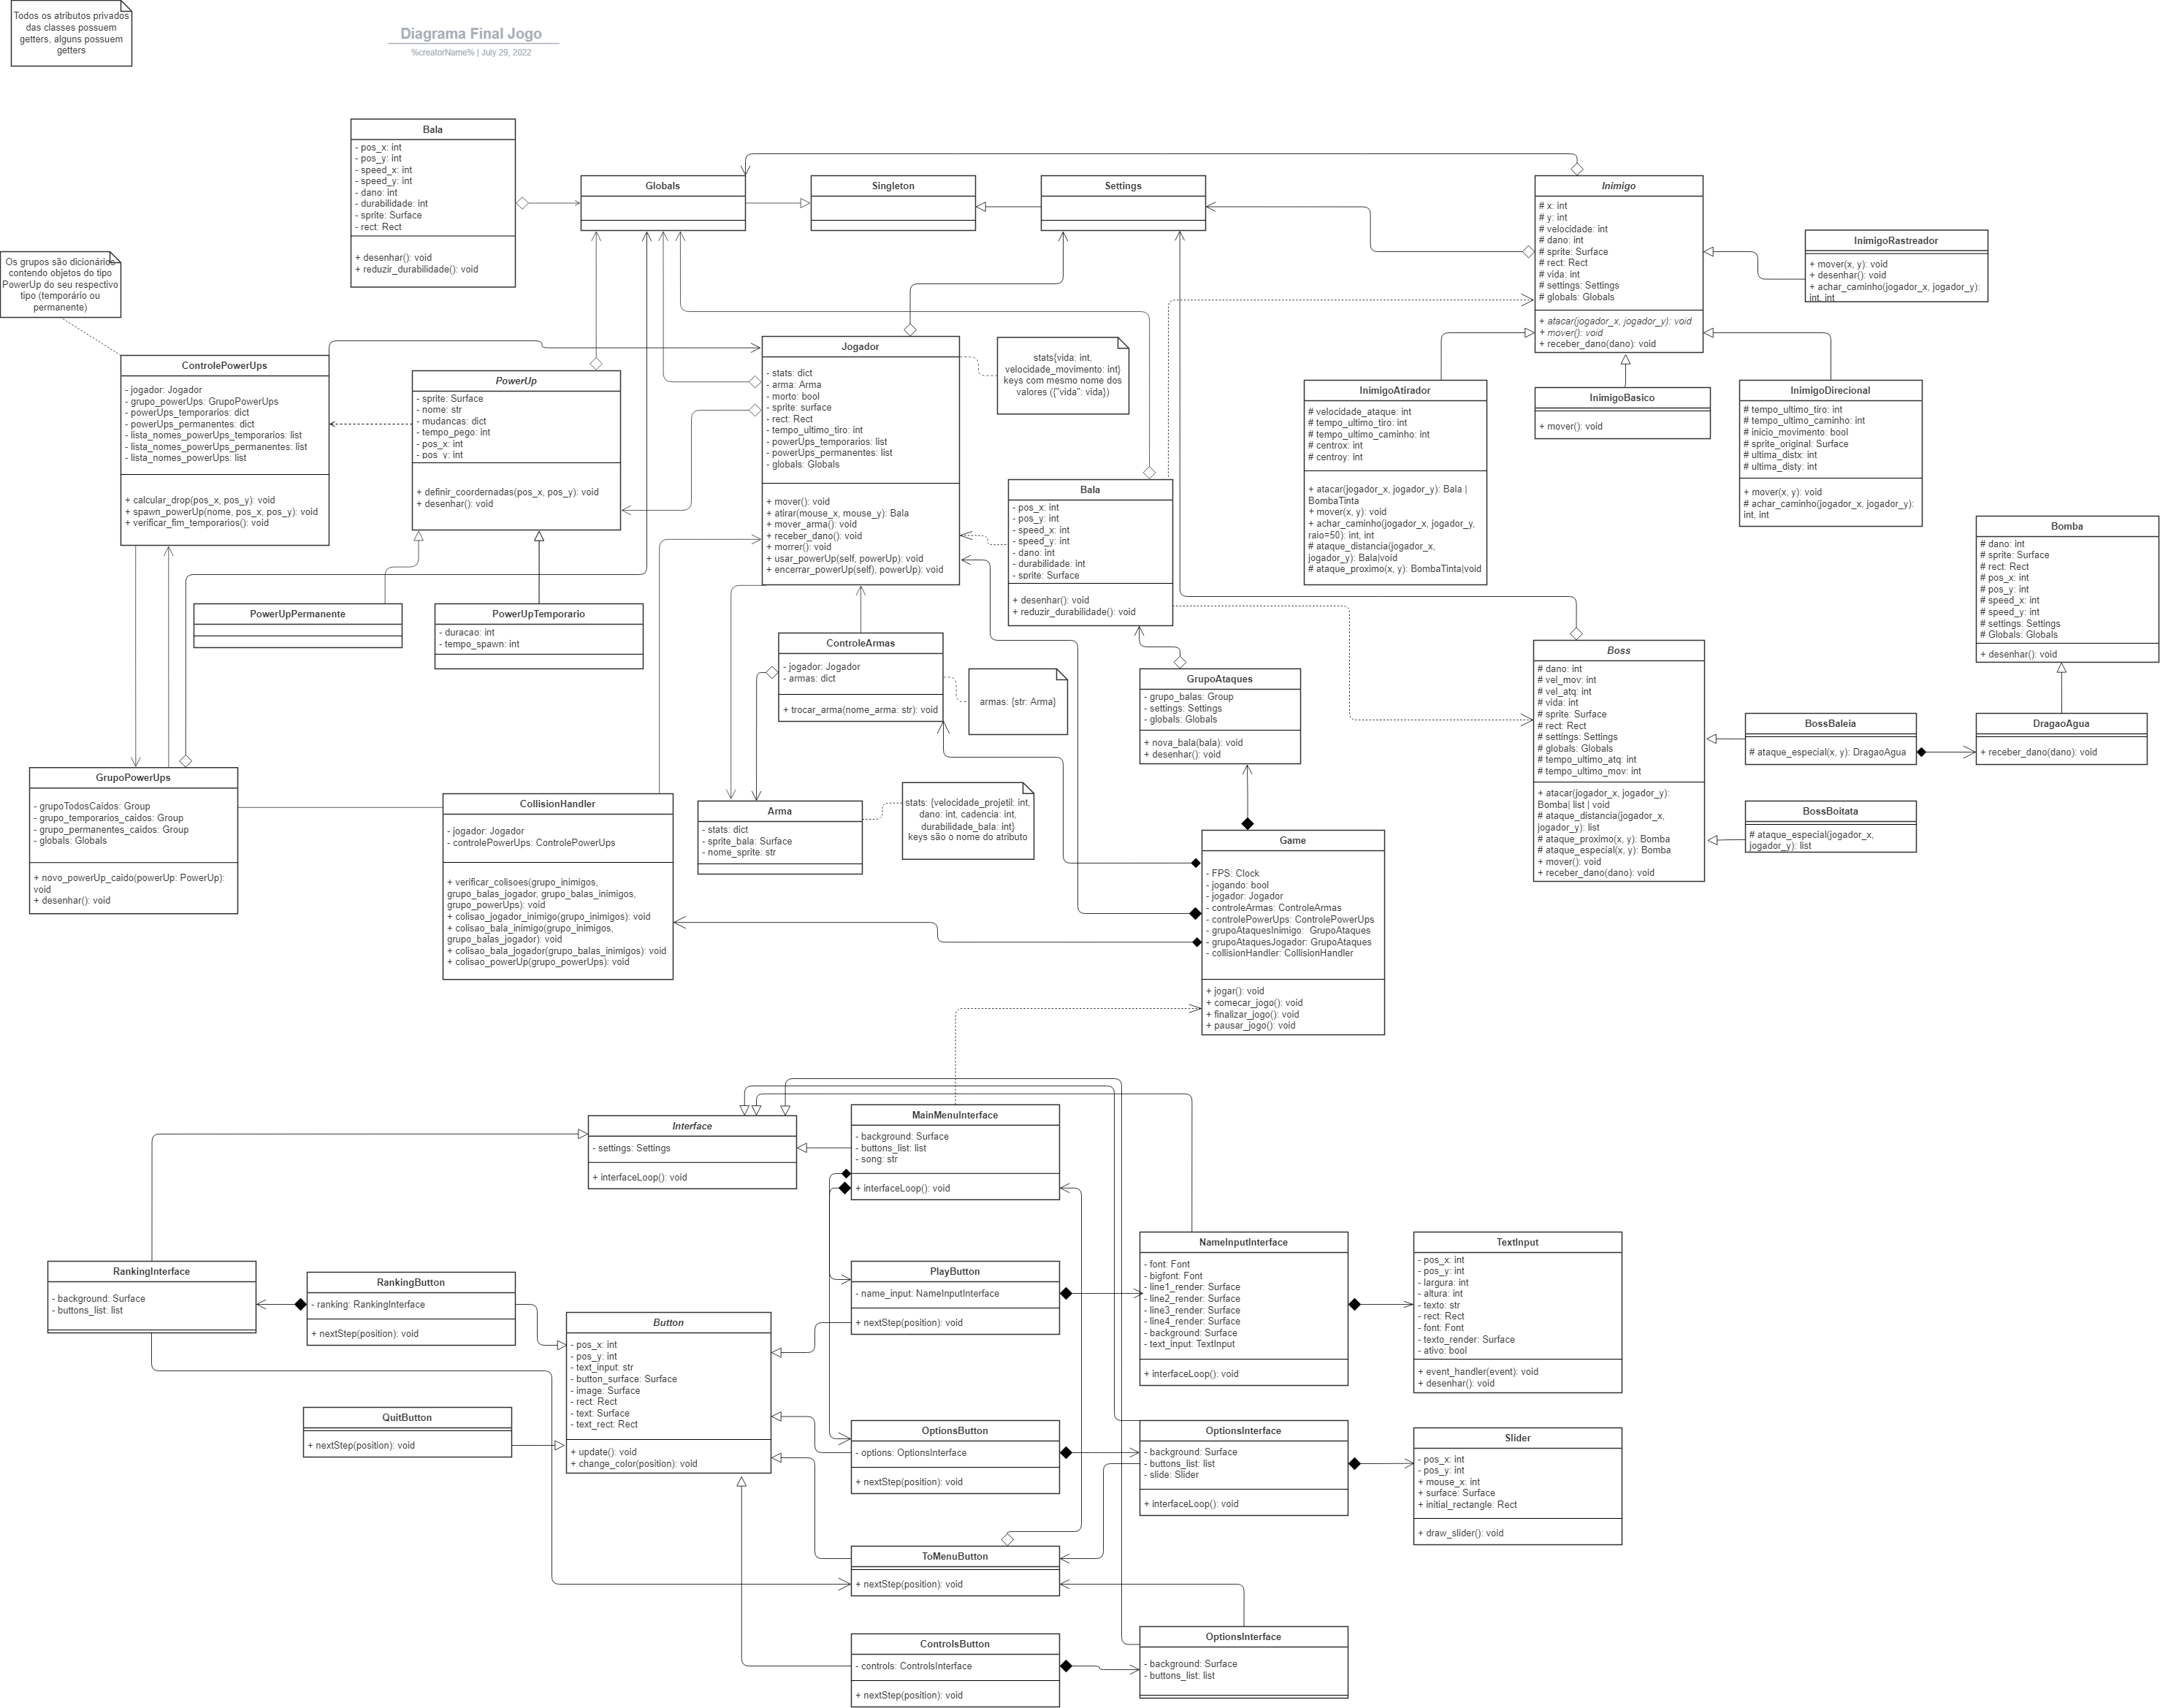 Todos os atributos privados
das classes possuem
getters, alguns possuem
getters
Diagrama Final Jogo
%creatorName% | July 29, 2022
Bala
- pos_x: int
- pos_y: int
- speed_x: int
- speed_y: int
- dano: int
- durabilidade: int
- sprite: Surface
- rect: Rect
+ desenhar(): void
+ reduzir_durabilidade(): void
Globals
Singleton
Settings
Inimigo
# x: int
# y: int
# velocidade: int
# dano: int
# sprite: Surface
# rect: Rect
# vida: int
# settings: Settings
# globals: Globals
+ atacar(jogador_x, jogador_y): void
+ mover(): void
+ receber_dano(dano): void
InimigoRastreador
+ mover(x, y): void
+ desenhar(): void
+ achar_caminho(jogador_x, jogador_y):
int, int
Os grupos são dicionários
contendo objetos do tipo
PowerUp do seu respectivo
tipo (temporário ou
permanente)
ControlePowerUps
- jogador: Jogador
- grupo_powerUps: GrupoPowerUps
- powerUps_temporarios: dict
- powerUps_permanentes: dict
- lista_nomes_powerUps_temporarios: list
- lista_nomes_powerUps_permanentes: list
- lista_nomes_powerUps: list
+ calcular_drop(pos_x, pos_y): void
+ spawn_powerUp(nome, pos_x, pos_y): void
+ verificar_fim_temporarios(): void
PowerUp
- sprite: Surface
- nome: str
- mudancas: dict
- tempo_pego: int
- pos_x: int
- pos_y: int
+ definir_coordernadas(pos_x, pos_y): void
+ desenhar(): void
Jogador
- stats: dict
- arma: Arma
- morto: bool
- sprite: surface
- rect: Rect
- tempo_ultimo_tiro: int
- powerUps_temporarios: list
- powerUps_permanentes: list
- globals: Globals
+ mover(): void
+ atirar(mouse_x, mouse_y): Bala
+ mover_arma(): void
+ receber_dano(): void
+ morrer(): void
+ usar_powerUp(self, powerUp): void
+ encerrar_powerUp(self), powerUp): void
stats{vida: int,
velocidade_movimento: int}
keys com mesmo nome dos
valores ({"vida": vida})
InimigoAtirador
# velocidade_ataque: int
# tempo_ultimo_tiro: int
# tempo_ultimo_caminho: int
# centrox: int
# centroy: int
+ atacar(jogador_x, jogador_y): Bala |
BombaTinta
+ mover(x, y): void
+ achar_caminho(jogador_x, jogador_y,
raio=50): int, int
# ataque_distancia(jogador_x,
jogador_y): Bala|void
# ataque_proximo(x, y): BombaTinta|void
InimigoBasico
+ mover(): void
InimigoDirecional
# tempo_ultimo_tiro: int
# tempo_ultimo_caminho: int
# inicio_movimento: bool
# sprite_original: Surface
# ultima_distx: int
# ultima_disty: int
+ mover(x, y): void
# achar_caminho(jogador_x, jogador_y):
int, int
Bala
- pos_x: int
- pos_y: int
- speed_x: int
- speed_y: int
- dano: int
- durabilidade: int
- sprite: Surface
+ desenhar(): void
+ reduzir_durabilidade(): void
Bomba
# dano: int
# sprite: Surface
# rect: Rect
# pos_x: int
# pos_y: int
# speed_x: int
# speed_y: int
# settings: Settings
# Globals: Globals
+ desenhar(): void
PowerUpPermanente
PowerUpTemporario
- duracao: int
- tempo_spawn: int
ControleArmas
- jogador: Jogador
- armas: dict
+ trocar_arma(nome_arma: str): void
armas: {str: Arma}
GrupoAtaques
- grupo_balas: Group
- settings: Settings
- globals: Globals
+ nova_bala(bala): void
+ desenhar(): void
Boss
# dano: int
# vel_mov: int
# vel_atq: int
# vida: int
# sprite: Surface
# rect: Rect
# settings: Settings
# globals: Globals
# tempo_ultimo_atq: int
# tempo_ultimo_mov: int
+ atacar(jogador_x, jogador_y):
Bomba| list | void
# ataque_distancia(jogador_x,
jogador_y): list
# ataque_proximo(x, y): Bomba
# ataque_especial(x, y): Bomba
+ mover(): void
+ receber_dano(dano): void
BossBaleia
# ataque_especial(x, y): DragaoAgua
DragaoAgua
+ receber_dano(dano): void
BossBoitata
# ataque_especial(jogador_x,
jogador_y): list
GrupoPowerUps
- grupoTodosCaidos: Group
- grupo_temporarios_caidos: Group
- grupo_permanentes_caidos: Group
- globals: Globals
+ novo_powerUp_caido(powerUp: PowerUp):
void
+ desenhar(): void
CollisionHandler
- jogador: Jogador
- controlePowerUps: ControlePowerUps
+ verificar_colisoes(grupo_inimigos,
grupo_balas_jogador, grupo_balas_inimigos,
grupo_powerUps): void
+ colisao_jogador_inimigo(grupo_inimigos): void
+ colisao_bala_inimigo(grupo_inimigos,
grupo_balas_jogador): void
+ colisao_bala_jogador(grupo_balas_inimigos): void
+ colisao_powerUp(grupo_powerUps): void
Arma
- stats: dict
- sprite_bala: Surface
- nome_sprite: str
stats: {velocidade_projetil: int,
dano: int, cadencia: int,
durabilidade_bala: int}
keys são o nome do atributo
Game
- FPS: Clock
- jogando: bool
- jogador: Jogador
- controleArmas: ControleArmas
- controlePowerUps: ControlePowerUps
- grupoAtaquesInimigo: GrupoAtaques
- grupoAtaquesJogador: GrupoAtaques
- collisionHandler: CollisionHandler
+ jogar(): void
+ comecar_jogo(): void
+ finalizar_jogo(): void
+ pausar_jogo(): void
Interface
- settings: Settings
+ interfaceLoop(): void
MainMenuInterface
- background: Surface
- buttons_list: list
- song: str
+ interfaceLoop(): void
RankingInterface
- background: Surface
- buttons_list: list
RankingButton
- ranking: RankingInterface
+ nextStep(position): void
PlayButton
- name_input: NameInputInterface
+ nextStep(position): void
NameInputInterface
- font: Font
- bigfont: Font
- line1_render: Surface
- line2_render: Surface
- line3_render: Surface
- line4_render: Surface
- background: Surface
- text_input: TextInput
+ interfaceLoop(): void
TextInput
- pos_x: int
- pos_y: int
- largura: int
- altura: int
- texto: str
- rect: Rect
- font: Font
- texto_render: Surface
- ativo: bool
+ event_handler(event): void
+ desenhar(): void
Button
- pos_x: int
- pos_y: int
- text_input: str
- button_surface: Surface
- image: Surface
- rect: Rect
- text: Surface
- text_rect: Rect
+ update(): void
+ change_color(position): void
QuitButton
+ nextStep(position): void
OptionsButton
- options: OptionsInterface
+ nextStep(position): void
OptionsInterface
- background: Surface
- buttons_list: list
- slide: Slider
+ interfaceLoop(): void
Slider
- pos_x: int
- pos_y: int
+ mouse_x: int
+ surface: Surface
+ initial_rectangle: Rect
+ draw_slider(): void
ToMenuButton
+ nextStep(position): void
ControlsButton
- controls: ControlsInterface
+ nextStep(position): void
OptionsInterface
- background: Surface
- buttons_list: list